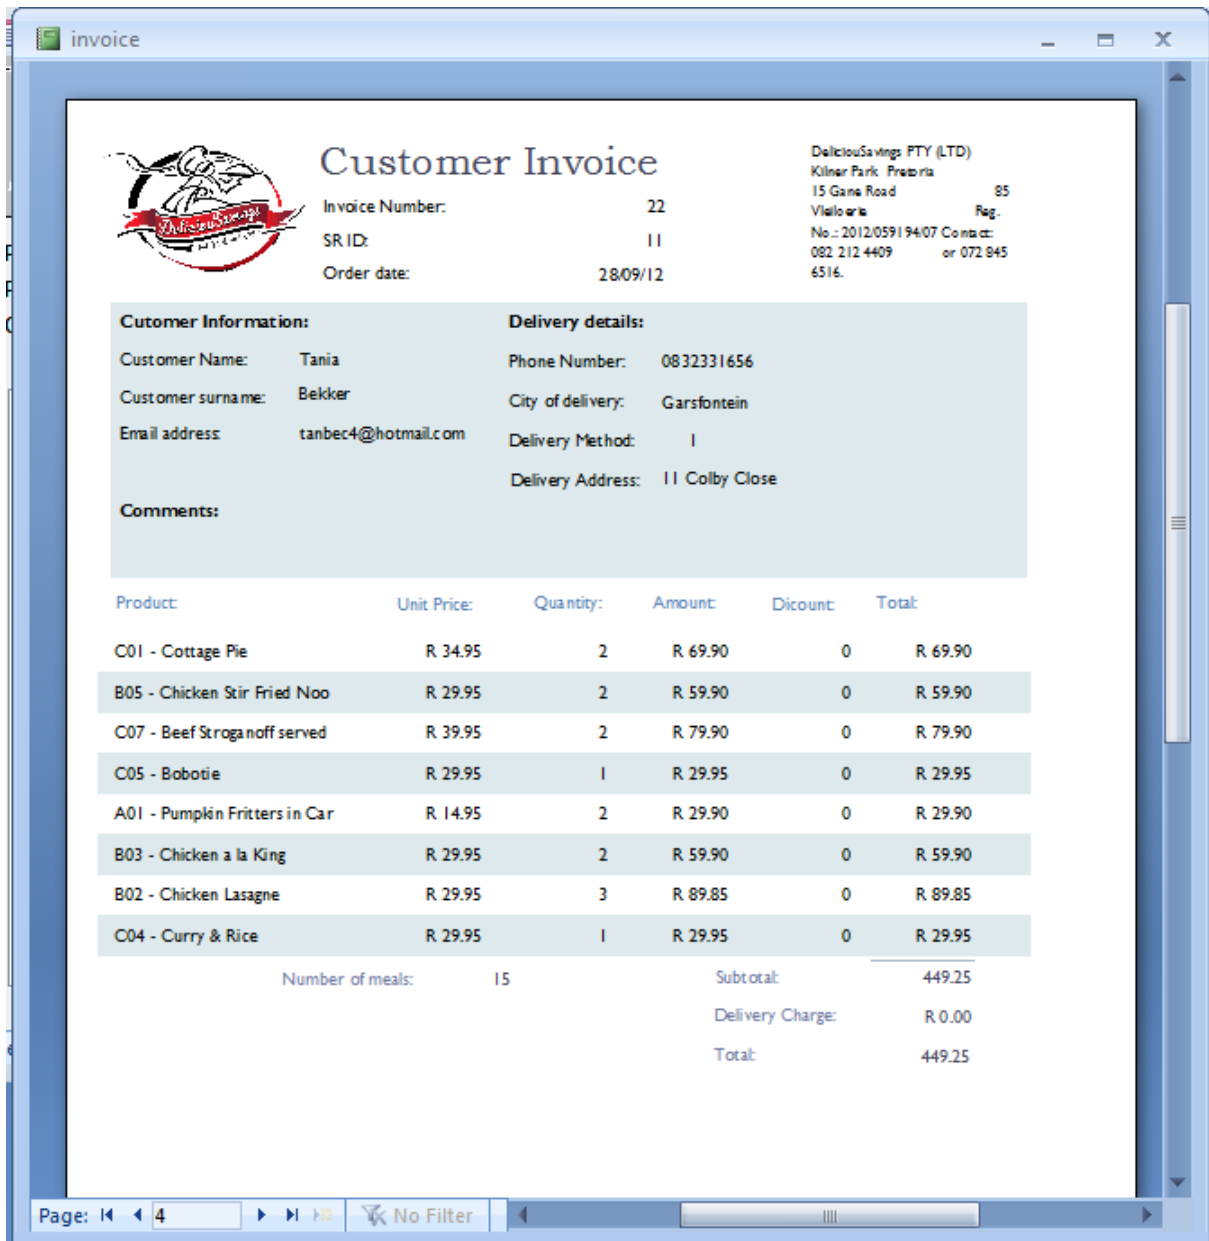 invoice
DeliciouSavings
Customer Invoice
Invoice Number: 22
SR ID: 11
Order date: 28/09/12
DeliciouSavings PTY (LTD)
Kilner Park Pretoria
15 Gane Road 85
Vleiloerie Reg.
No.: 2012/059194/07 Contact:
082 212 4409 or 072 845
6516.
Cutomer Information: Delivery details:
Customer Name: Tania Phone Number: 0832331656
Customer surname: Bekker City of delivery: Garsfontein
Email address: tanbec4@hotmail.com Delivery Method: 1
Delivery Address: 11 Colby Close
Comments:
Product: Unit Price: Quantity: Amount: Dicount: Total:
C01 - Cottage Pie R 34.95 2 R 69.90 0 R 69.90
B05 - Chicken Stir Fried Noo R 29.95 2 R 59.90 0 R 59.90
C07 - Beef Stroganoff served R 39.95 2 R 79.90 0 R 79.90
C05 - Bobotie R 29.95 1 R 29.95 0 R 29.95
A01 - Pumpkin Fritters in Car R 14.95 2 R 29.90 0 R 29.90
B03 - Chicken a la King R 29.95 2 R 59.90 0 R 59.90
B02 - Chicken Lasagne R 29.95 3 R 89.85 0 R 89.85
C04 - Curry & Rice R 29.95 1 R 29.95 0 R 29.95
Number of meals: 15 Subtotal: 449.25
Delivery Charge: R 0.00
Total: 449.25
Page: 4 No Filter